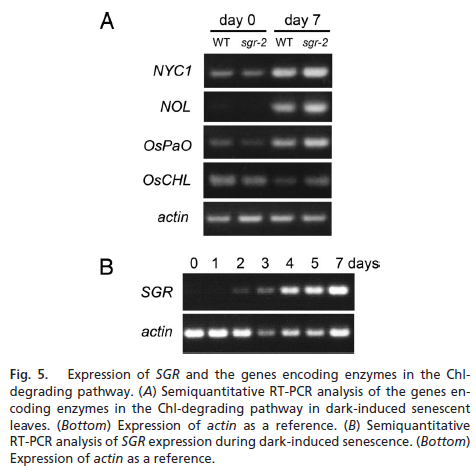 A
day 0 day 7
WT sgr-2 WT sgr-2
NYC1
NOL
OsPaO
OsCHL
actin
B
0 1 2 3 4 5 7 days
SGR
actin
Fig. 5. Expression of SGR and the genes encoding enzymes in the Chl-
degrading pathway. (A) Semiquantitative RT-PCR analysis of the genes en-
coding enzymes in the Chl-degrading pathway in dark-induced senescent
leaves. (Bottom) Expression of actin as a reference. (B) Semiquantitative
RT-PCR analysis of SGR expression during dark-induced senescence. (Bottom)
Expression of actin as a reference.